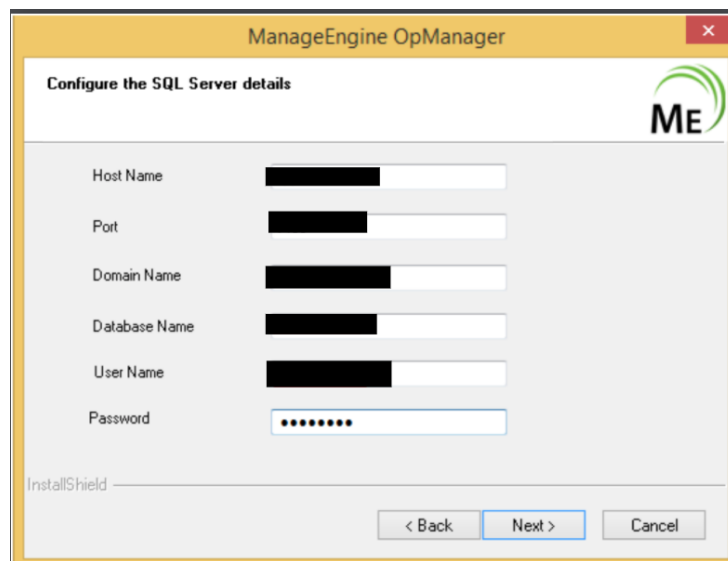 ManageEngine OpManager
Configure the SQL Server details
ME
Host Name
Port
Domain Name
Database Name
User Name
Password ••••••••
InstallShield
< Back Next > Cancel